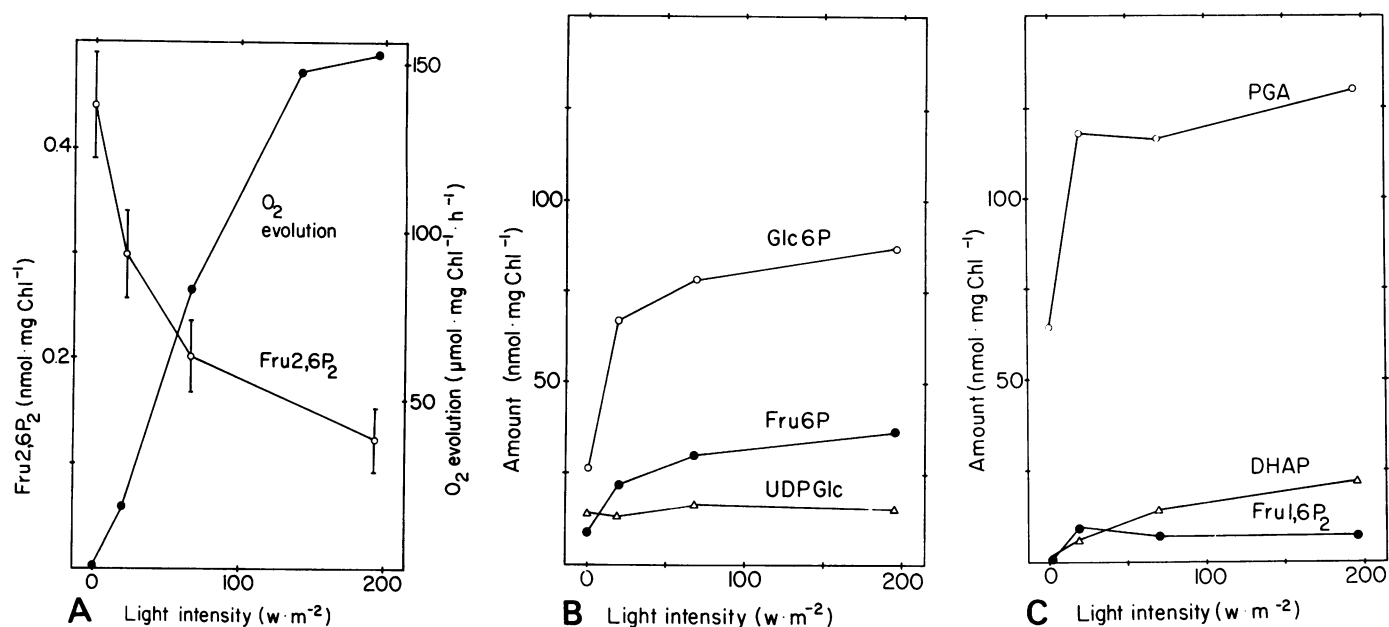 Fru2,6P2 (nmol·mg Chl⁻¹)
0.4
0.2
0
0
100
200
150
100
50
O2 evolution (μmol·mg Chl⁻¹·h⁻¹)
O2
evolution
Fru2,6P2
A
Light intensity (w·m⁻²)
Amount (nmol·mg Chl⁻¹)
100
50
0
0
100
200
Glc6P
Fru6P
UDPGlc
B
Light intensity (w·m⁻²)
Amount (nmol·mg Chl⁻¹)
100
50
0
0
100
200
PGA
DHAP
Fru1,6P2
C
Light intensity (w·m⁻²)